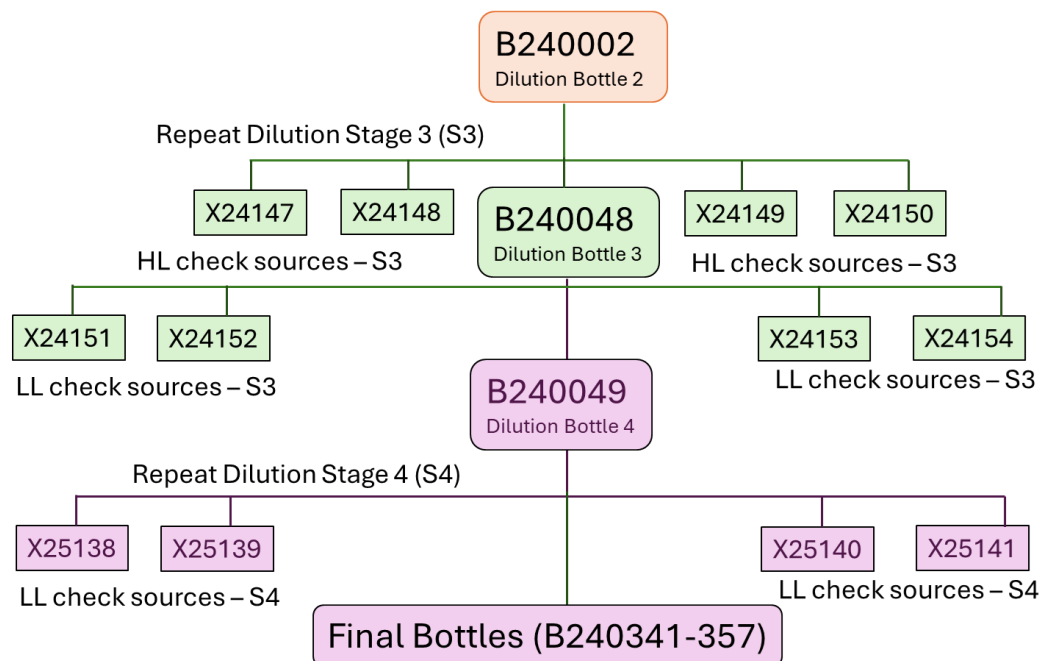 B240002
Dilution Bottle 2
Repeat Dilution Stage 3 (S3)
X24147
X24148
B240048
Dilution Bottle 3
X24149
X24150
HL check sources – S3
HL check sources – S3
X24151
X24152
X24153
X24154
LL check sources – S3
LL check sources – S3
B240049
Dilution Bottle 4
Repeat Dilution Stage 4 (S4)
X25138
X25139
X25140
X25141
LL check sources – S4
LL check sources – S4
Final Bottles (B240341-357)